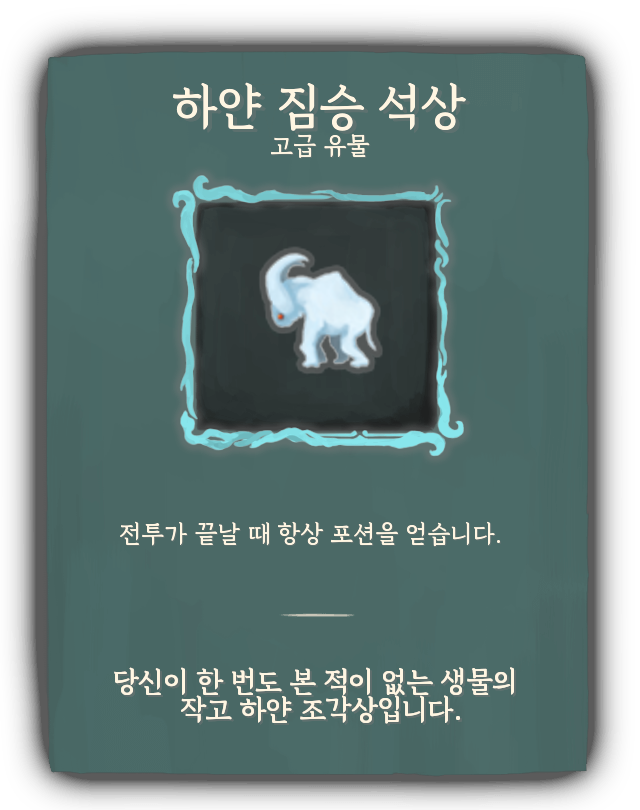 하얀 짐승 석상
고급 유물
전투가 끝날 때 항상 포션을 얻습니다.
당신이 한 번도 본 적이 없는 생물의
작고 하얀 조각상입니다.